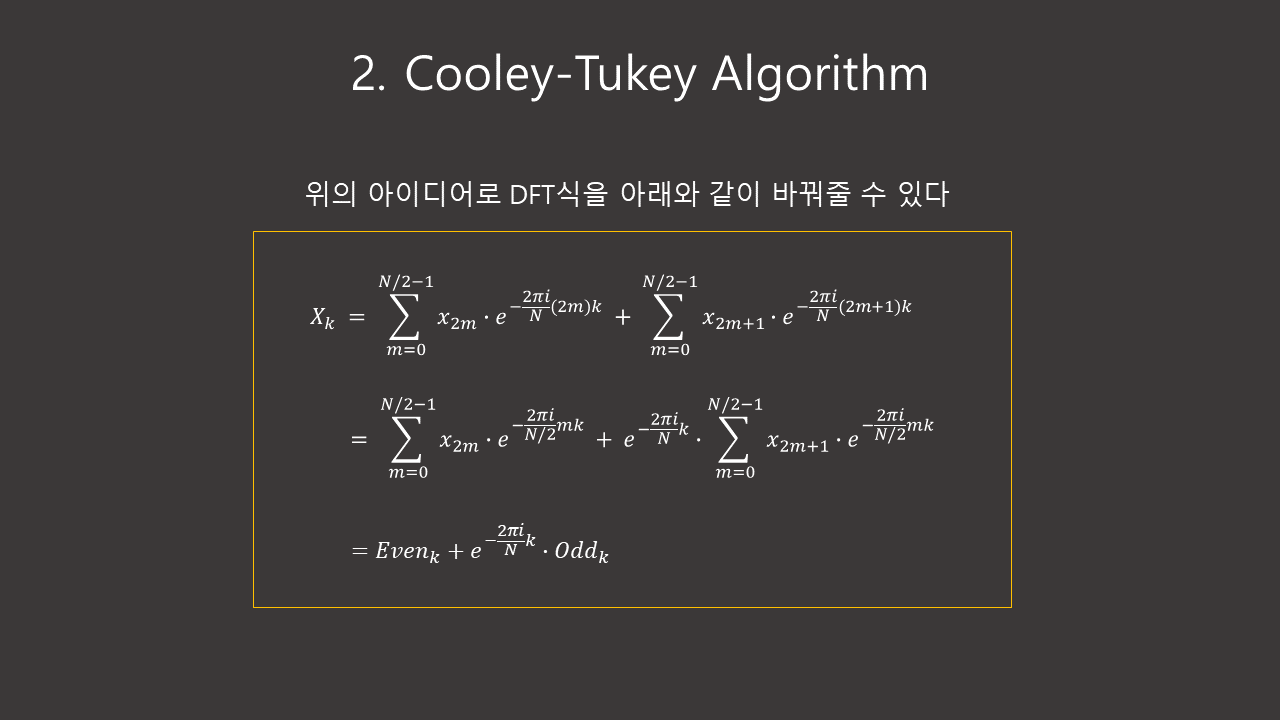 2. Cooley-Tukey Algorithm
위의 아이디어로 DFT식을 아래와 같이 바꿔줄 수 있다
$X_k = \sum_{m=0}^{N/2-1} x_{2m} \cdot e^{-\frac{2\pi i}{N}(2m)k} + \sum_{m=0}^{N/2-1} x_{2m+1} \cdot e^{-\frac{2\pi i}{N}(2m+1)k}$
$= \sum_{m=0}^{N/2-1} x_{2m} \cdot e^{-\frac{2\pi i}{N/2}mk} + e^{-\frac{2\pi i}{N}k} \cdot \sum_{m=0}^{N/2-1} x_{2m+1} \cdot e^{-\frac{2\pi i}{N/2}mk}$
$= Even_k + e^{-\frac{2\pi i}{N}k} \cdot Odd_k$